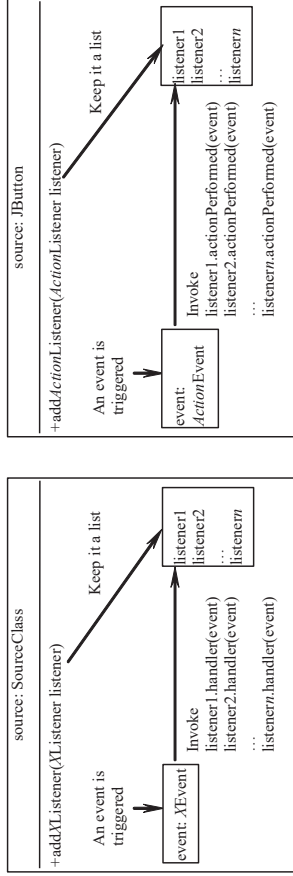 source: SourceClass
+addXListener(XListener listener)
An event is
triggered
Keep it a list
event: XEvent
listener1
listener2
…
listenern
Invoke
listener1.handler(event)
listener2.handler(event)
…
listenern.handler(event)
source: JButton
+addActionListener(ActionListener listener)
An event is
triggered
Keep it a list
event:
ActionEvent
listener1
listener2
…
listenern
Invoke
listener1.actionPerformed(event)
listener2.actionPerformed(event)
…
listenern.actionPerformed(event)